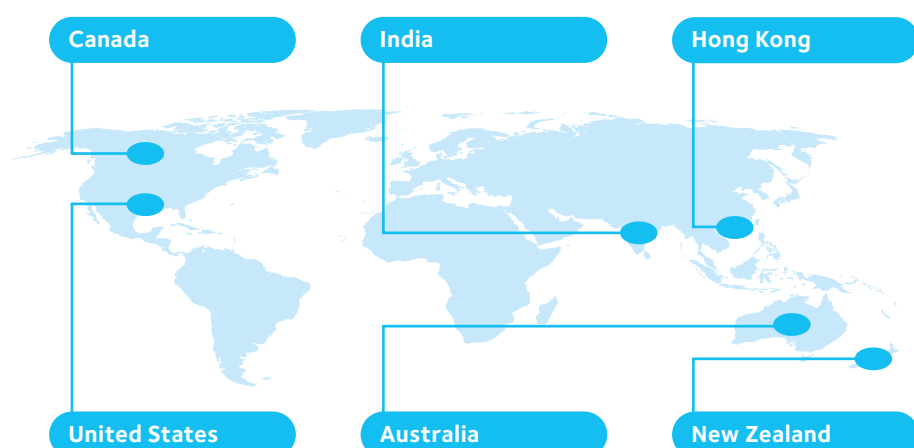 Canada
India
Hong Kong
United States
Australia
New Zealand